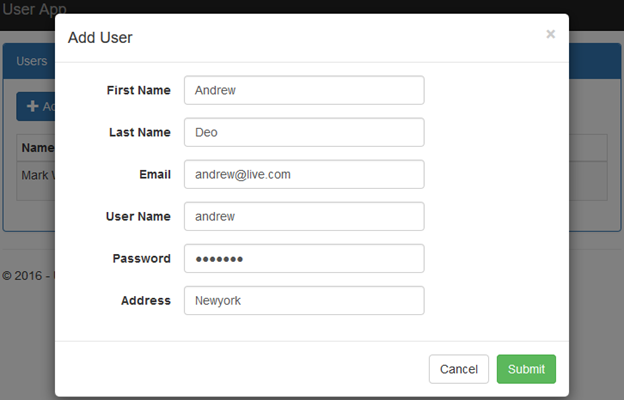 User App
Add User
×
Users
First Name Andrew
Last Name Deo
Email andrew@live.com
User Name andrew
Password ●●●●●●●
Address Newyork
Name
Mark
© 2016 -
Cancel Submit